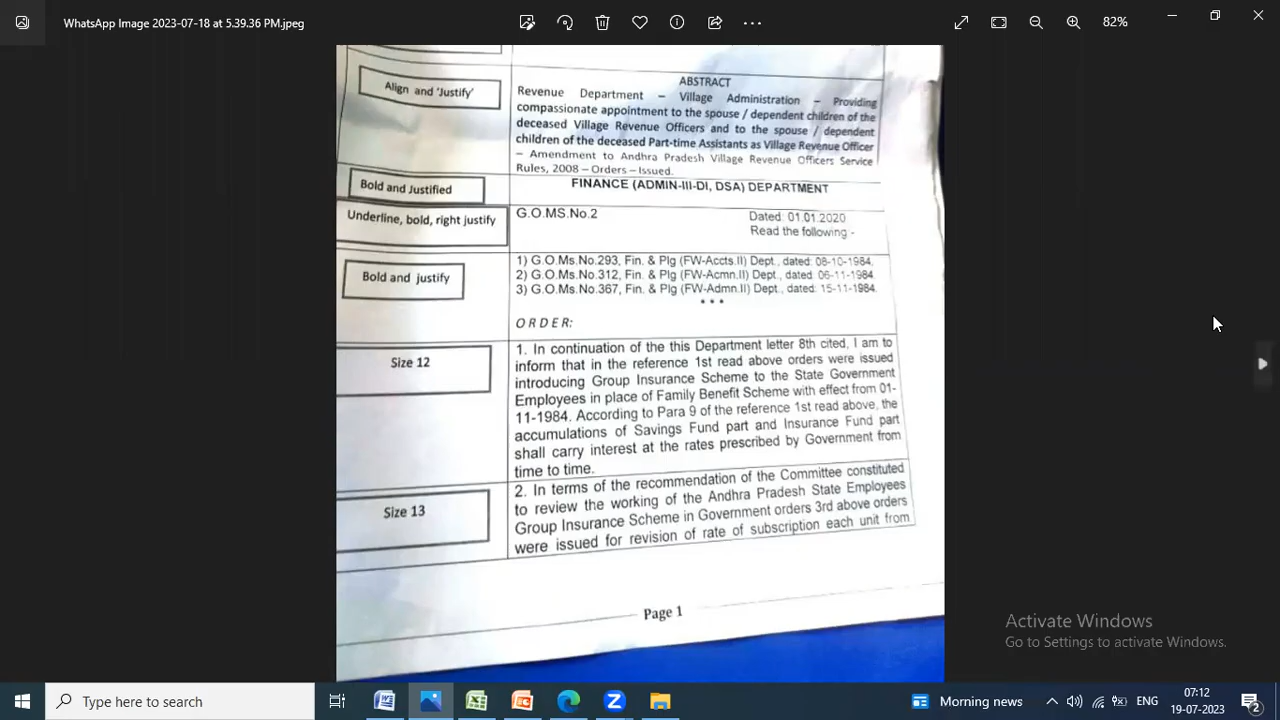 WhatsApp Image 2023-07-18 at 5.39.36 PM.jpeg
82%
Align and 'Justify'
ABSTRACT
Revenue Department – Village Administration – Providing
compassionate appointment to the spouse / dependent children of the
deceased Village Revenue Officers and to the spouse / dependent
children of the deceased Part-time Assistants as Village Revenue Officer
– Amendment to Andhra Pradesh Village Revenue Officers Service
Rules, 2008 – Orders – Issued.
Bold and Justified
FINANCE (ADMIN-III-DI, DSA) DEPARTMENT
Underline, bold, right justify
G.O.MS.No.2
Dated: 01.01.2020
Read the following -
Bold and justify
1) G.O.Ms.No.293, Fin. & Plg (FW-Accts.II) Dept., dated: 08-10-1984.
2) G.O.Ms.No.312, Fin. & Plg (FW-Acmn.II) Dept., dated: 06-11-1984.
3) G.O.Ms.No.367, Fin. & Plg (FW-Admn.II) Dept., dated: 15-11-1984.
* * *
ORDER:
Size 12
1. In continuation of the this Department letter 8th cited, I am to
inform that in the reference 1st read above orders were issued
introducing Group Insurance Scheme to the State Government
Employees in place of Family Benefit Scheme with effect from 01-
11-1984. According to Para 9 of the reference 1st read above, the
accumulations of Savings Fund part and Insurance Fund part
shall carry interest at the rates prescribed by Government from
time to time.
Size 13
2. In terms of the recommendation of the Committee constituted
to review the working of the Andhra Pradesh State Employees
Group Insurance Scheme in Government orders 3rd above orders
were issued for revision of rate of subscription each unit from
Page 1
Activate Windows
Go to Settings to activate Windows.
Type here to search
Morning news
ENG
07:12
19-07-2023
2